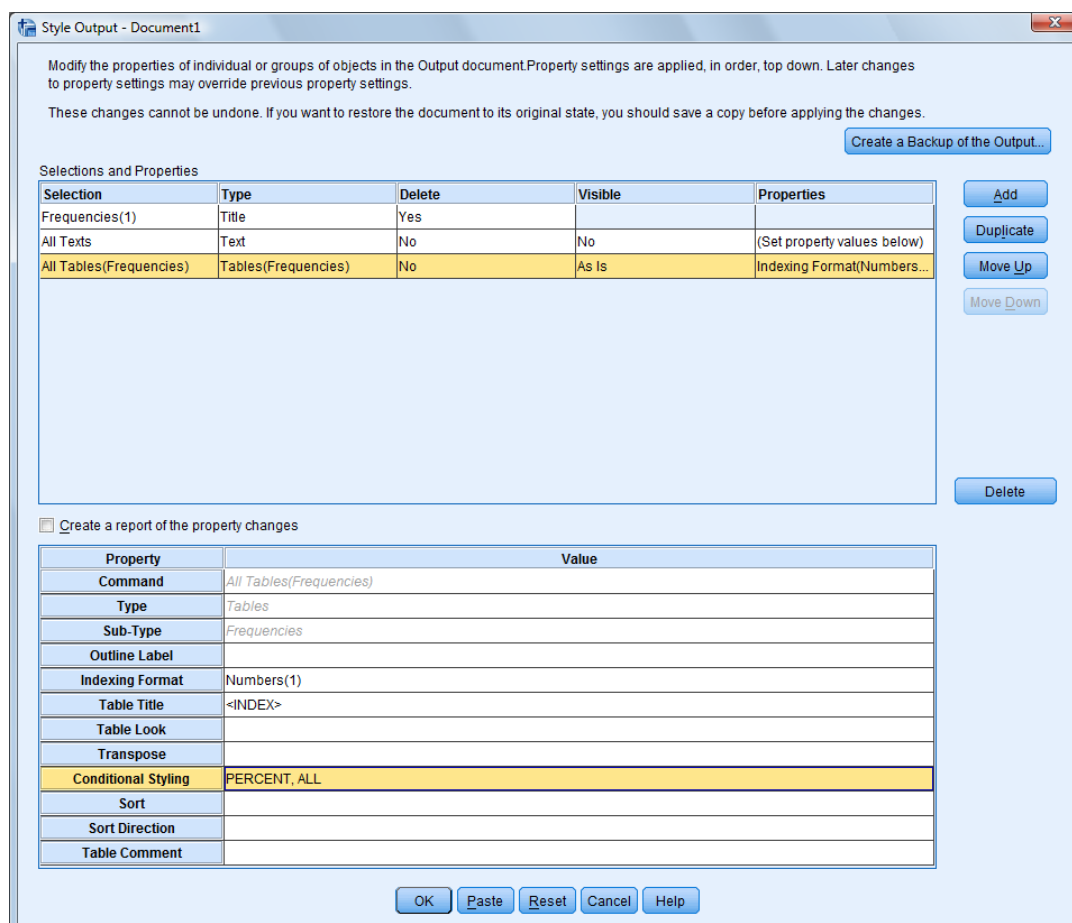 Style Output - Document1
Modify the properties of individual or groups of objects in the Output document.Property settings are applied, in order, top down. Later changes
to property settings may override previous property settings.
These changes cannot be undone. If you want to restore the document to its original state, you should save a copy before applying the changes.
Create a Backup of the Output...
Selections and Properties
Selection Type Delete Visible Properties
Frequencies(1) Title Yes
All Texts Text No No (Set property values below)
All Tables(Frequencies) Tables(Frequencies) No As Is Indexing Format(Numbers...
Add
Duplicate
Move Up
Move Down
Delete
Create a report of the property changes
Property Value
Command All Tables(Frequencies)
Type Tables
Sub-Type Frequencies
Outline Label
Indexing Format Numbers(1)
Table Title <INDEX>
Table Look
Transpose
Conditional Styling PERCENT, ALL
Sort
Sort Direction
Table Comment
OK Paste Reset Cancel Help